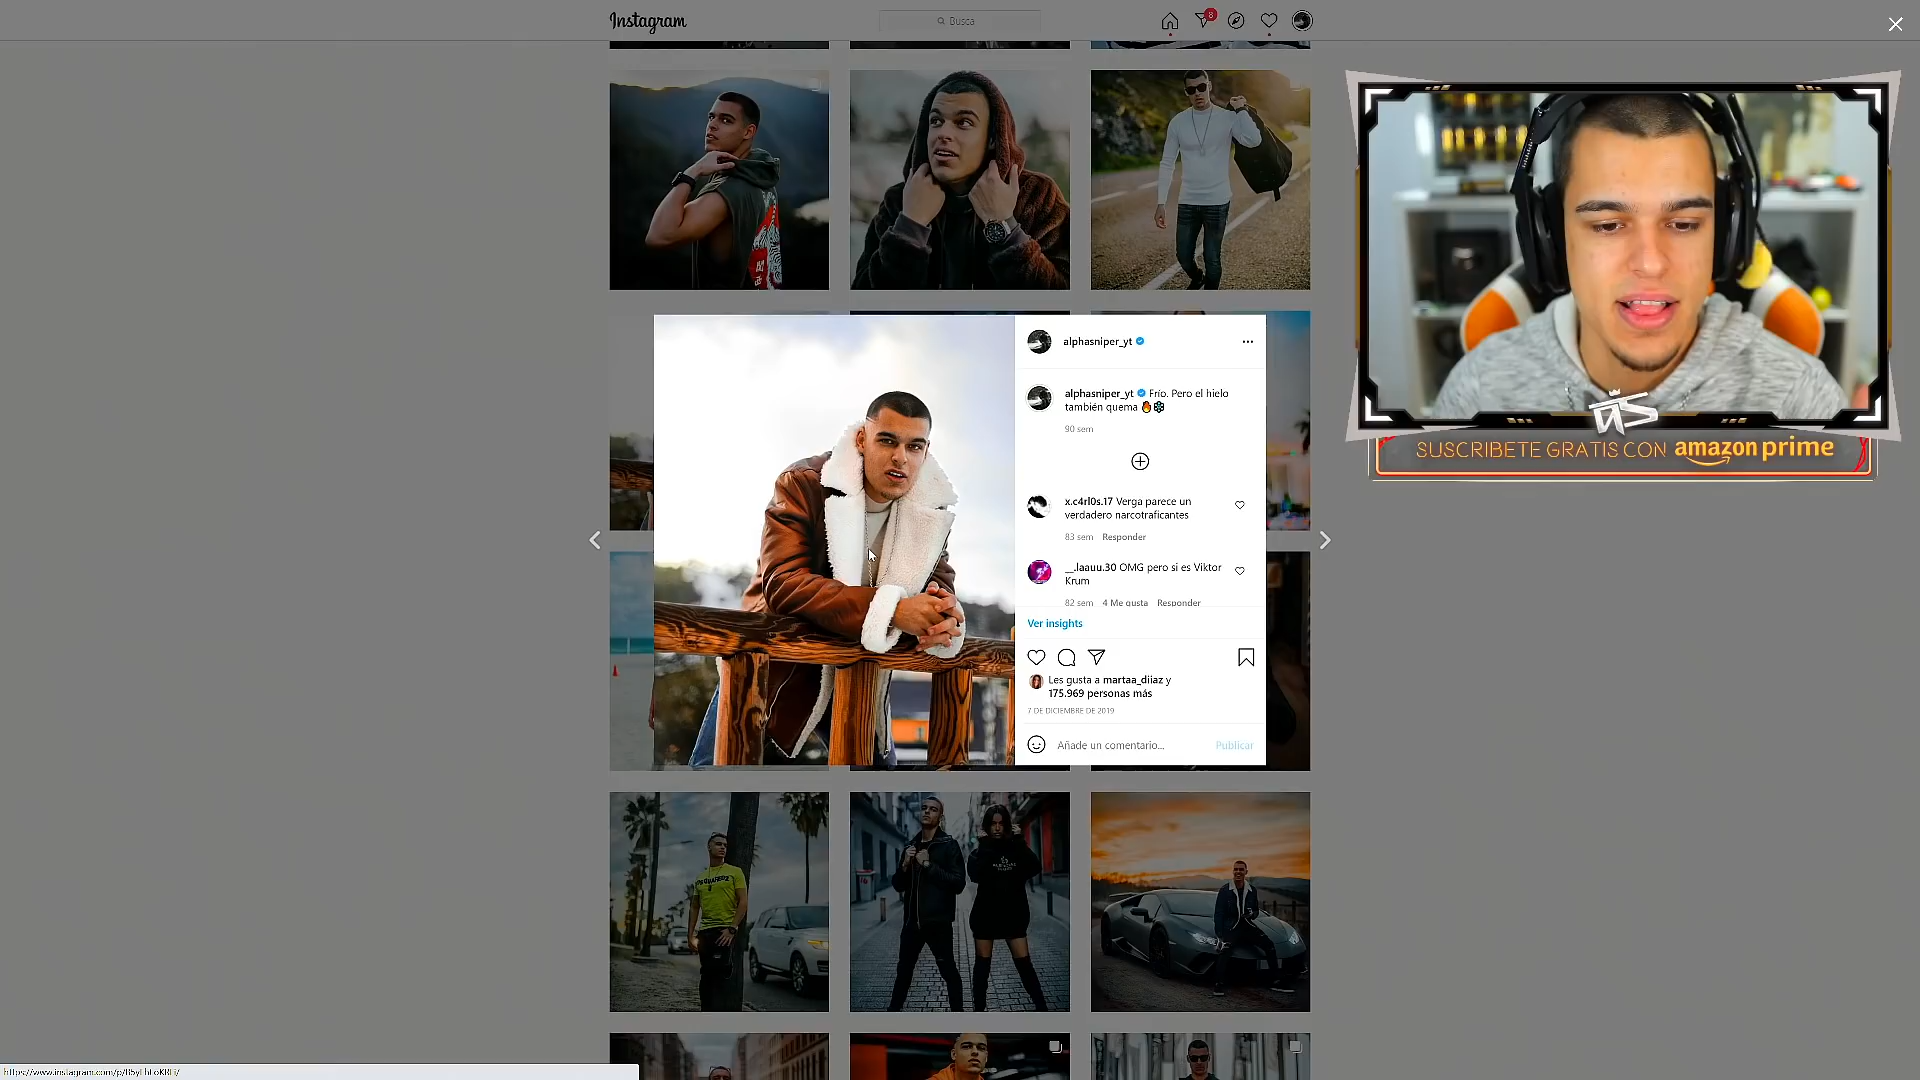 Instagram
Busca
8
alphasniper_yt
alphasniper_yt Frío. Pero el hielo
también quema
90 sem
x.c4rl0s.17 Verga parece un
verdadero narcotraficantes
83 sem Responder
__.laauu.30 OMG pero si es Viktor
Krum
82 sem 4 Me gusta Responder
Ver insights
Les gusta a martaa_diiaz y
175.969 personas más
7 DE DICIEMBRE DE 2019
Añade un comentario...
Publicar
SUSCRIBETE GRATIS CON amazon prime